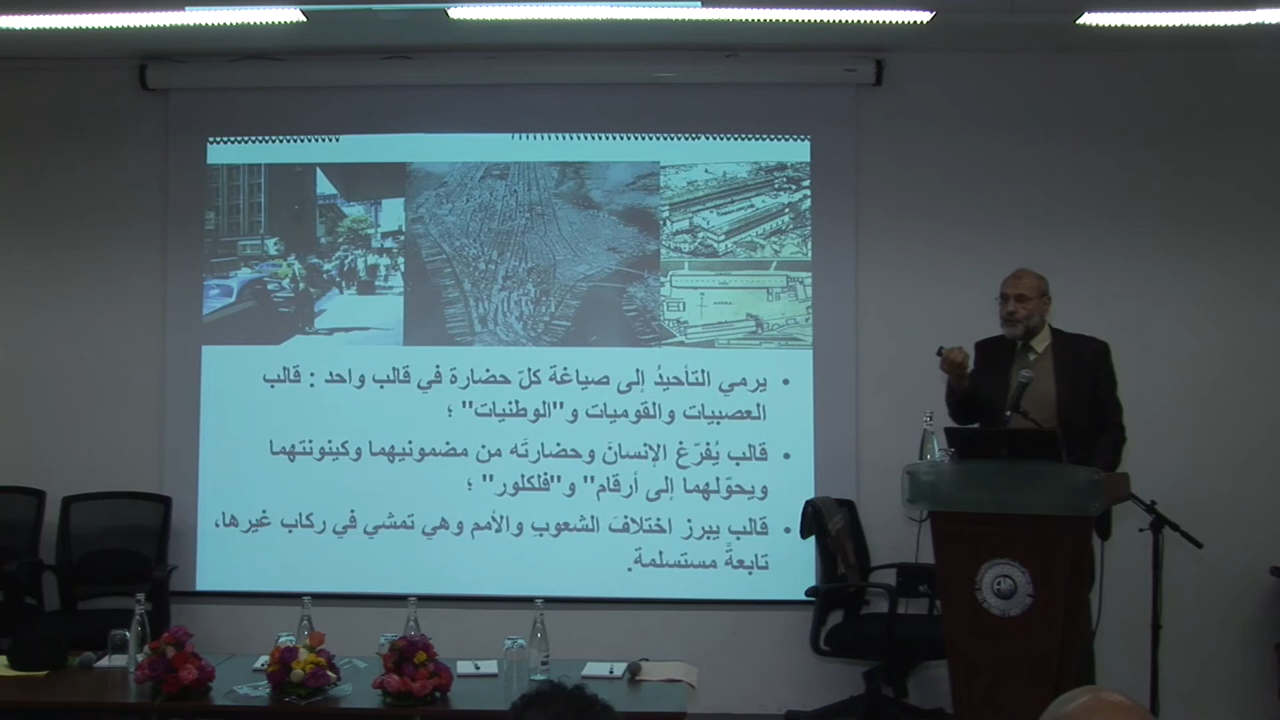 • يرمي التأحيدُ إلى صياغة كلّ حضارة في قالب واحد : قالب
العصبيات والقوميات و"الوطنيات" ؛
• قالب يُفرّغ الإنسانَ وحضارتَه من مضمونيهما وكينونتهما
ويحوّلهما إلى أرقام" و"فلكلور" ؛
• قالب يبرز اختلافَ الشعوبِ والأمم وهي تمشي في ركاب غيرها،
تابعةً مستسلمة.